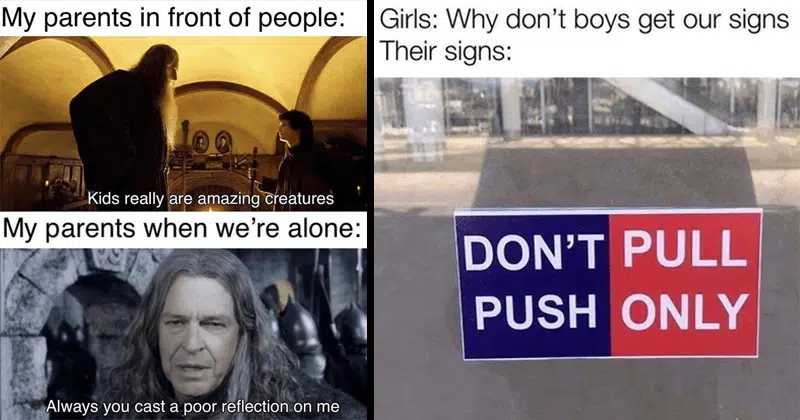 My parents in front of people:
Kids really are amazing creatures
My parents when we're alone:
Always you cast a poor reflection on me
Girls: Why don't boys get our signs
Their signs:
DON'T PULL
PUSH ONLY